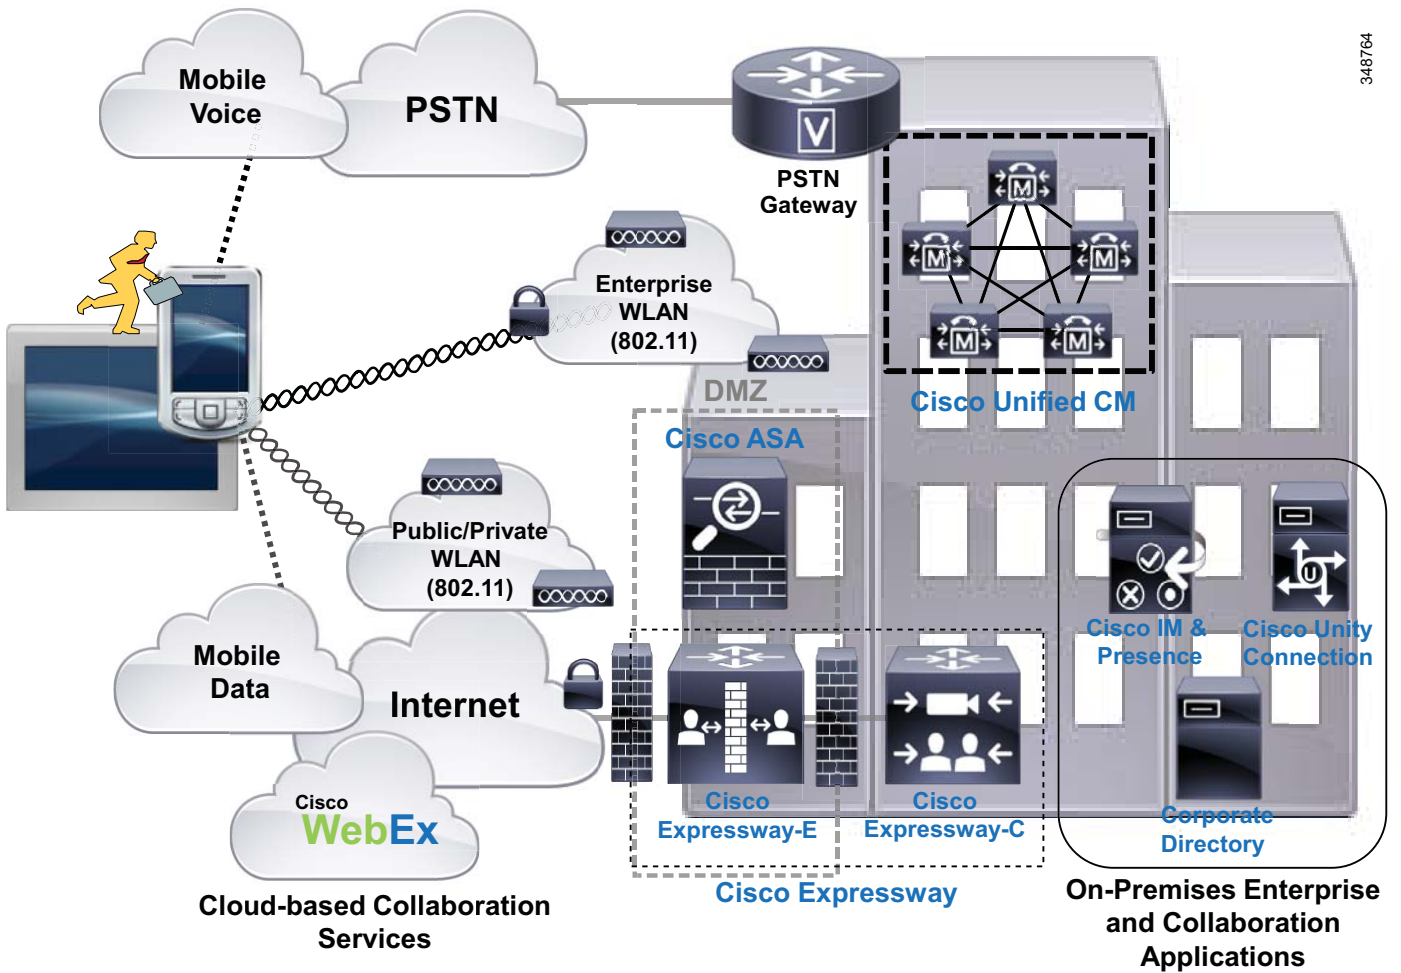 348764
Mobile
Voice
PSTN
V
PSTN
Gateway
M
M
M
M
M
Cisco Unified CM
Enterprise
WLAN
(802.11)
DMZ
Cisco ASA
Public/Private
WLAN
(802.11)
U
Cisco IM &
Presence
Cisco Unity
Connection
Mobile
Data
Internet
Cisco
WebEx
Cisco
Expressway-E
Cisco
Expressway-C
Corporate
Directory
Cisco Expressway
Cloud-based Collaboration
Services
On-Premises Enterprise
and Collaboration
Applications